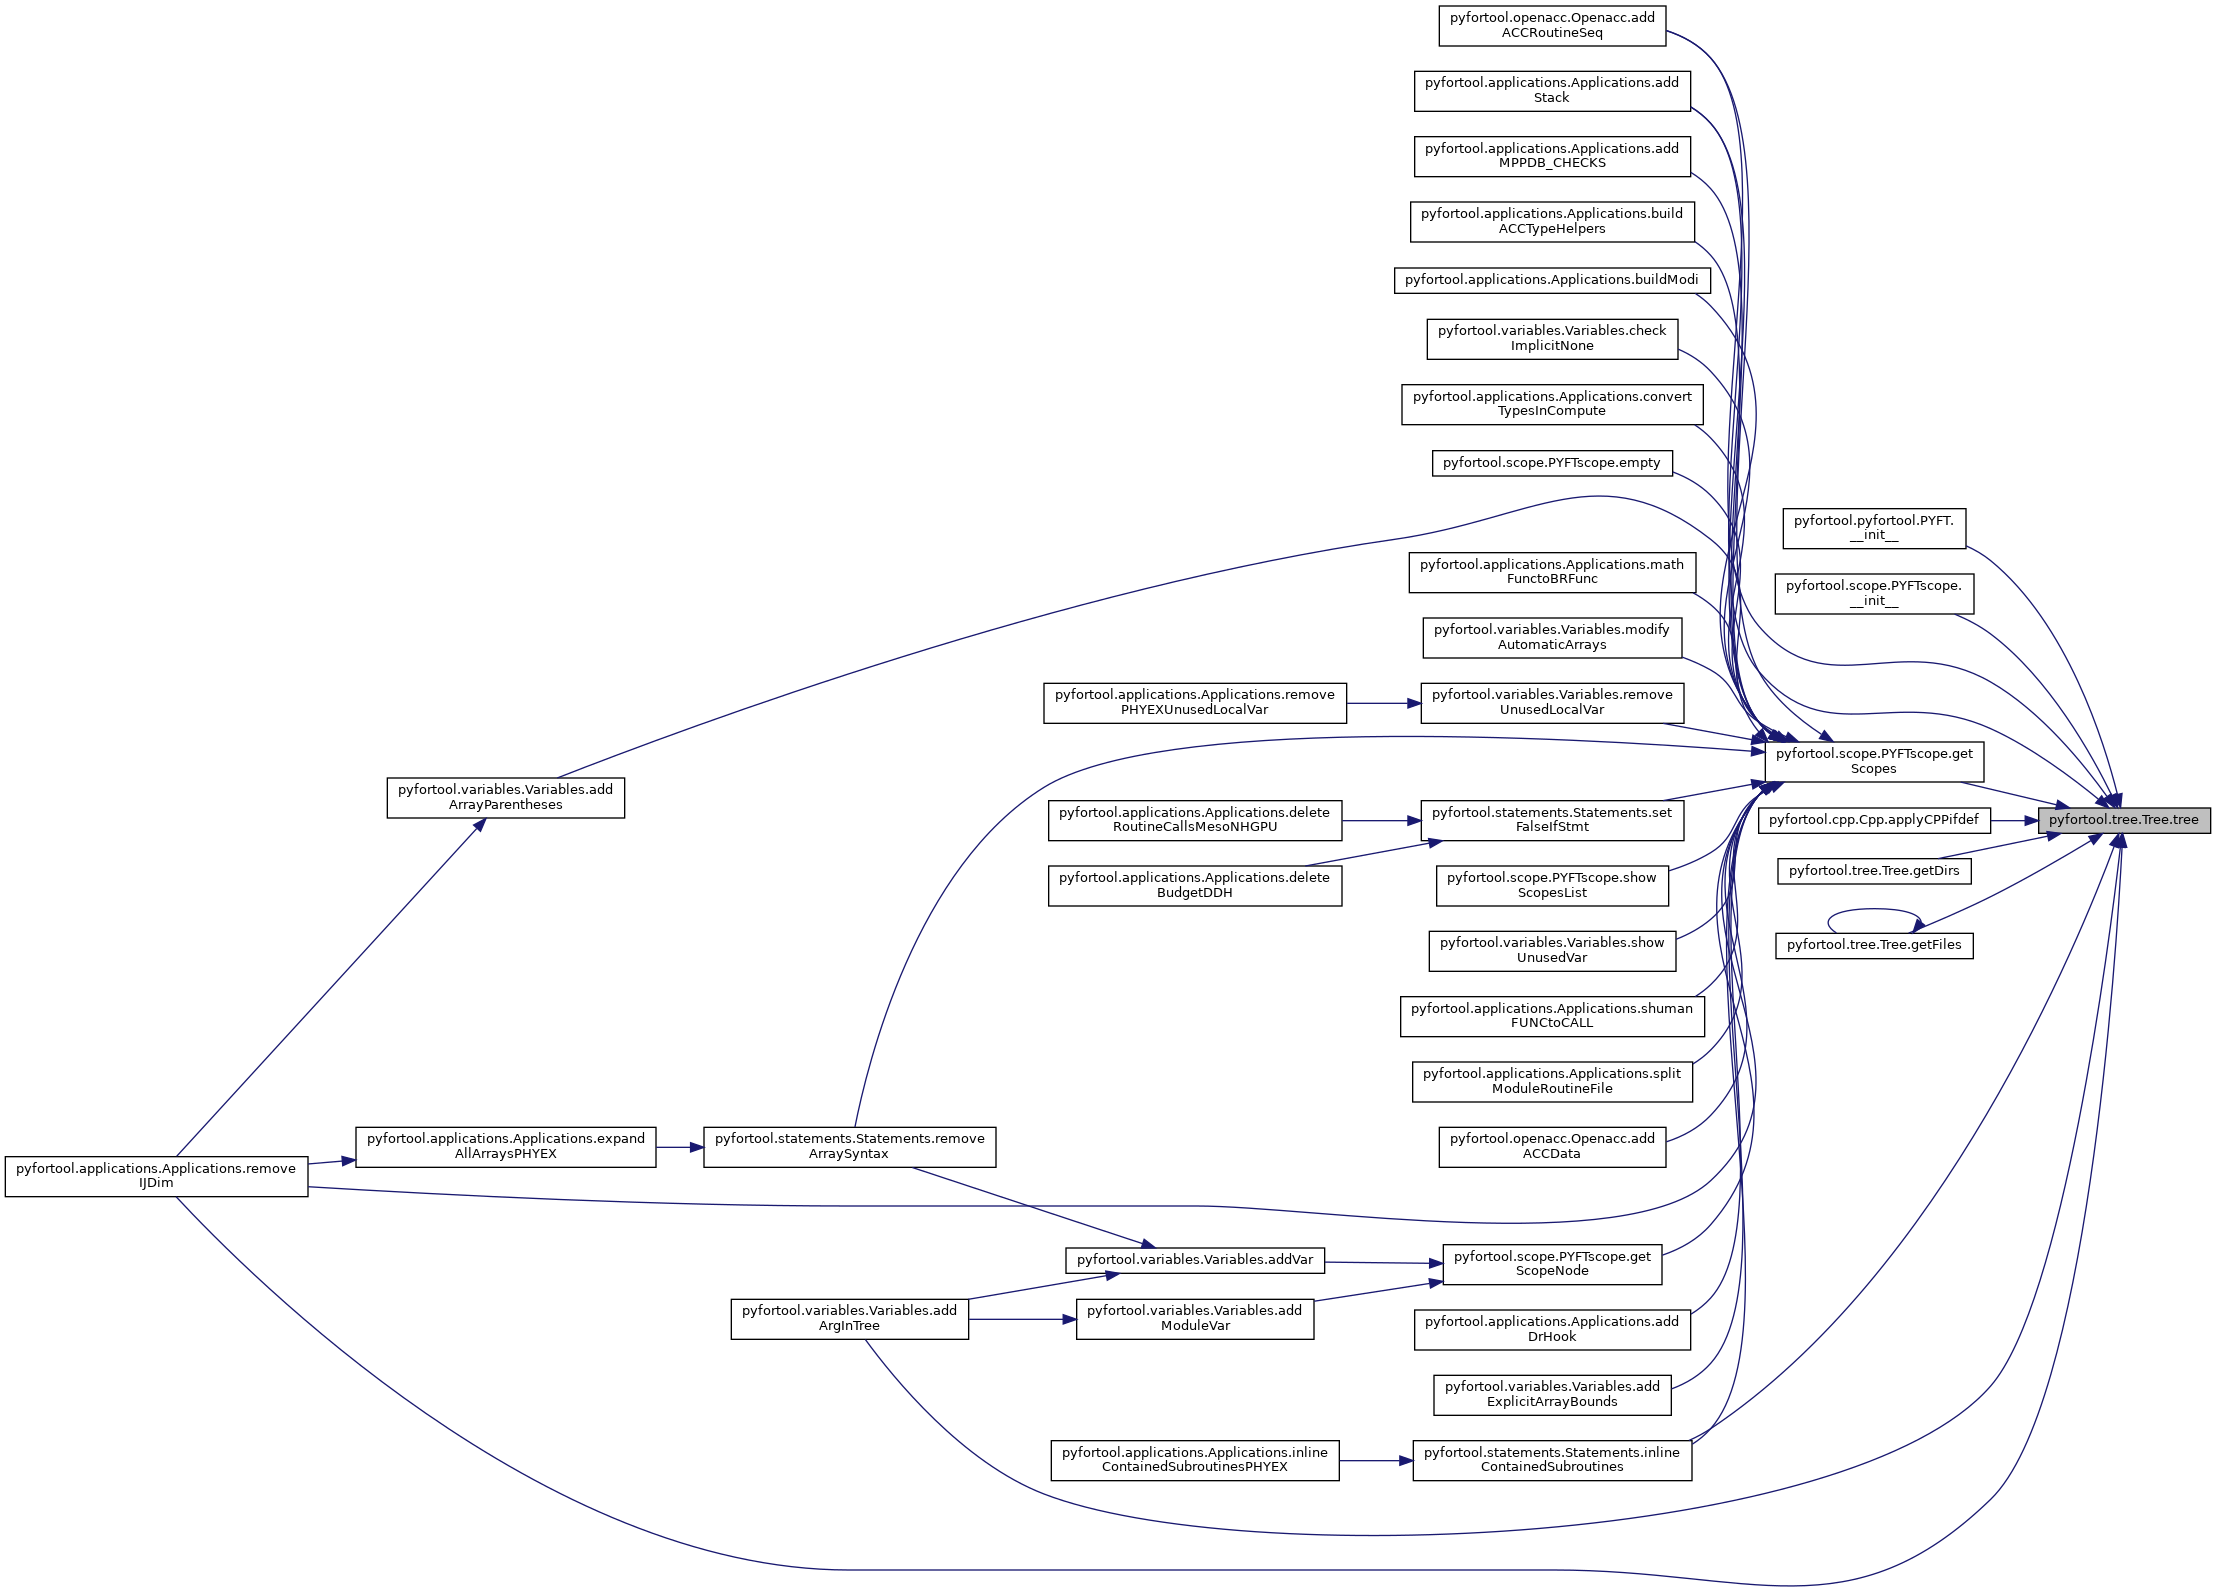 pyfortool.openacc.Openacc.add
ACCRoutineSeq
pyfortool.applications.Applications.add
Stack
pyfortool.applications.Applications.add
MPPDB_CHECKS
pyfortool.applications.Applications.build
ACCTypeHelpers
pyfortool.applications.Applications.buildModi
pyfortool.variables.Variables.check
ImplicitNone
pyfortool.applications.Applications.convert
TypesInCompute
pyfortool.scope.PYFTscope.empty
pyfortool.pyfortool.PYFT.
__init__
pyfortool.applications.Applications.math
FunctoBRFunc
pyfortool.scope.PYFTscope.
__init__
pyfortool.variables.Variables.modify
AutomaticArrays
pyfortool.applications.Applications.remove
PHYEXUnusedLocalVar
pyfortool.variables.Variables.remove
UnusedLocalVar
pyfortool.scope.PYFTscope.get
Scopes
pyfortool.variables.Variables.add
ArrayParentheses
pyfortool.applications.Applications.delete
RoutineCallsMesoNHGPU
pyfortool.statements.Statements.set
FalseIfStmt
pyfortool.cpp.Cpp.applyCPPifdef
pyfortool.tree.Tree.tree
pyfortool.applications.Applications.delete
BudgetDDH
pyfortool.scope.PYFTscope.show
ScopesList
pyfortool.tree.Tree.getDirs
pyfortool.variables.Variables.show
UnusedVar
pyfortool.tree.Tree.getFiles
pyfortool.applications.Applications.shuman
FUNCtoCALL
pyfortool.applications.Applications.split
ModuleRoutineFile
pyfortool.applications.Applications.remove
IJDim
pyfortool.applications.Applications.expand
AllArraysPHYEX
pyfortool.statements.Statements.remove
ArraySyntax
pyfortool.openacc.Openacc.add
ACCData
pyfortool.variables.Variables.addVar
pyfortool.scope.PYFTscope.get
ScopeNode
pyfortool.variables.Variables.add
ArgInTree
pyfortool.variables.Variables.add
ModuleVar
pyfortool.applications.Applications.add
DrHook
pyfortool.variables.Variables.add
ExplicitArrayBounds
pyfortool.applications.Applications.inline
ContainedSubroutinesPHYEX
pyfortool.statements.Statements.inline
ContainedSubroutines